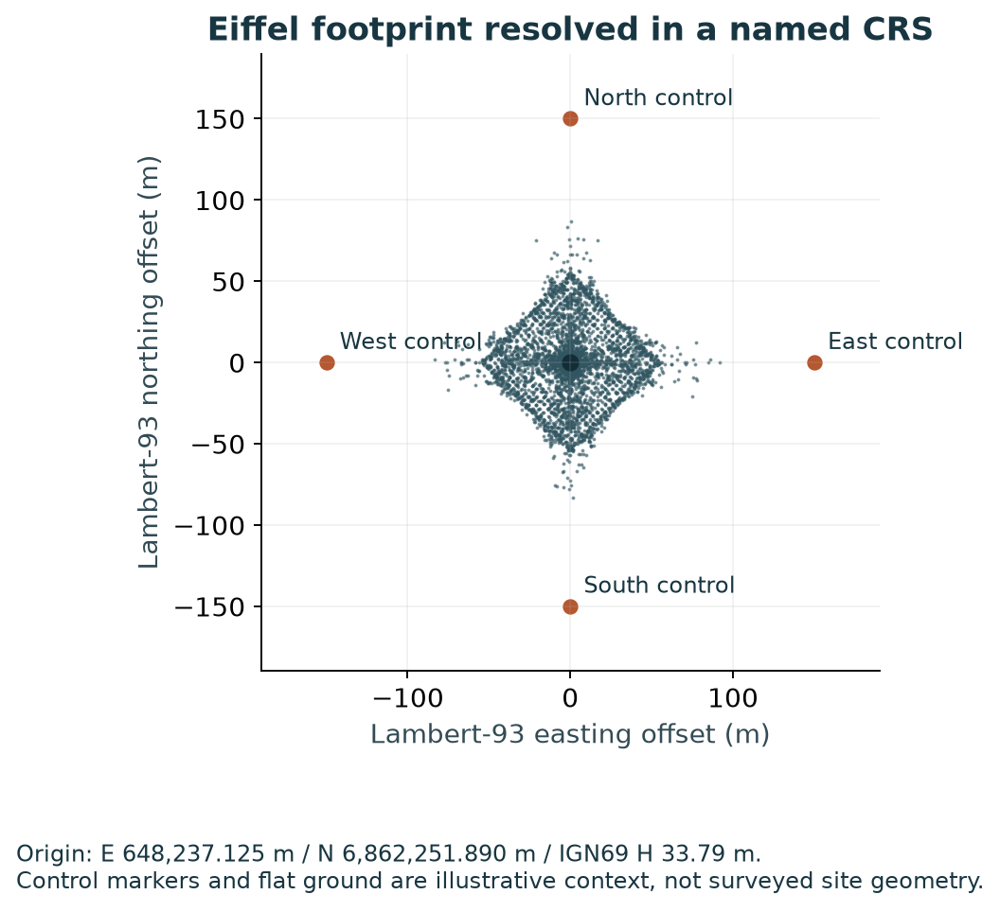 Eiffel footprint resolved in a named CRS
North control
150
100
50
West control
East control
0
−50
−100
South control
−150
−100
0
100
Lambert-93 northing offset (m)
Lambert-93 easting offset (m)
Origin: E 648,237.125 m / N 6,862,251.890 m / IGN69 H 33.79 m.
Control markers and flat ground are illustrative context, not surveyed site geometry.